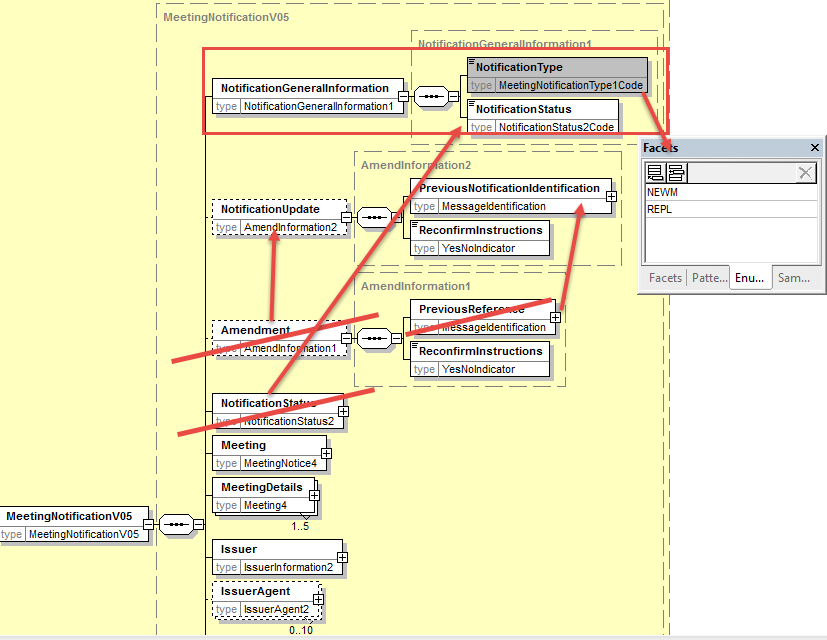 MeetingNotificationV05
NotificationGeneralInformation1
NotificationType
type MeetingNotificationType1Code
NotificationGeneralInformation
type NotificationGeneralInformation1
NotificationStatus
type NotificationStatus2Code
Facets
NEWM
REPL
Facets Patte... Enu... Sam...
AmendInformation2
PreviousNotificationIdentification
type MessageIdentification
NotificationUpdate
type AmendInformation2
ReconfirmInstructions
type YesNoIndicator
AmendInformation1
PreviousReference
type MessageIdentification
Amendment
type AmendInformation1
ReconfirmInstructions
type YesNoIndicator
NotificationStatus
type NotificationStatus2
Meeting
type MeetingNotice4
MeetingDetails
type Meeting4
1..5
MeetingNotificationV05
type MeetingNotificationV05
Issuer
type IssuerInformation2
IssuerAgent
type IssuerAgent2
0..10